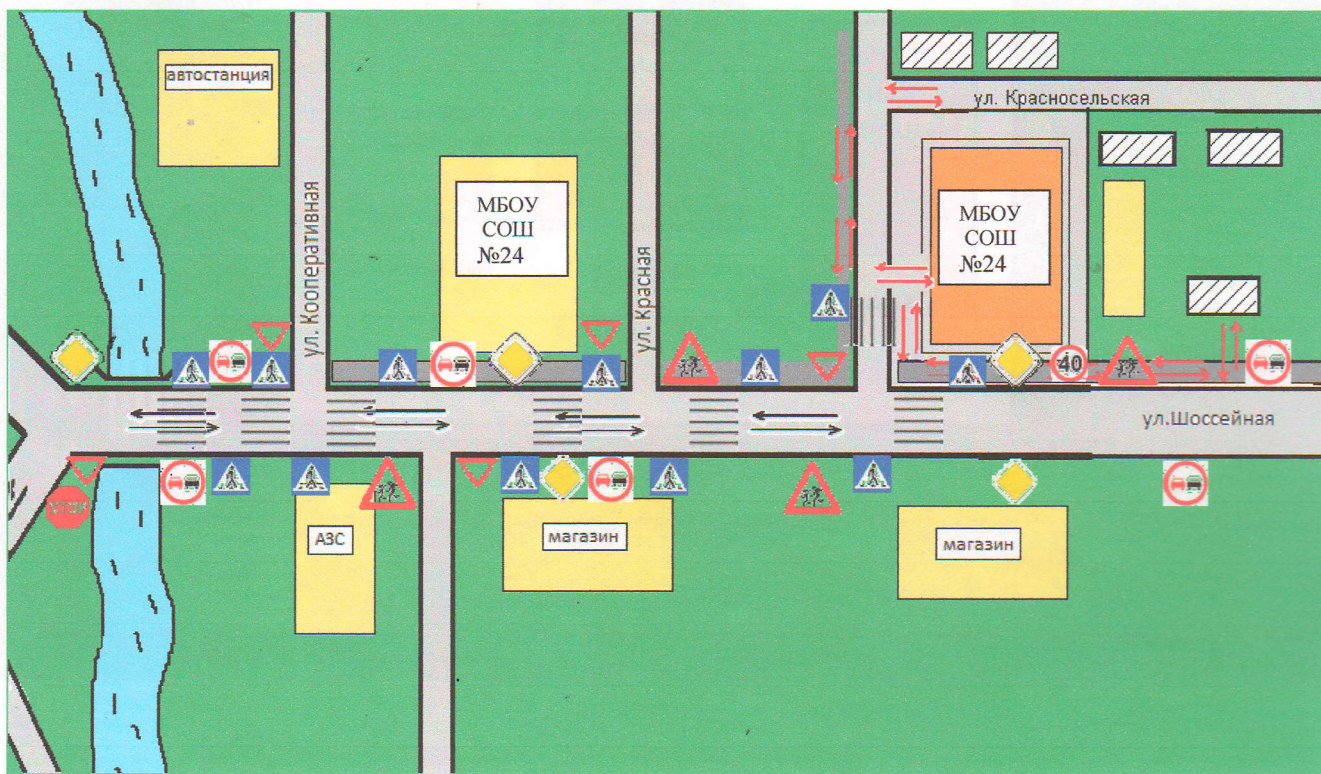 автостанция
ул. Красносельская
ул. Кооперативная
МБОУ
СОШ
№24
ул. Красная
МБОУ
СОШ
№24
40
ул.Шоссейная
STOP
АЗС
магазин
магазин